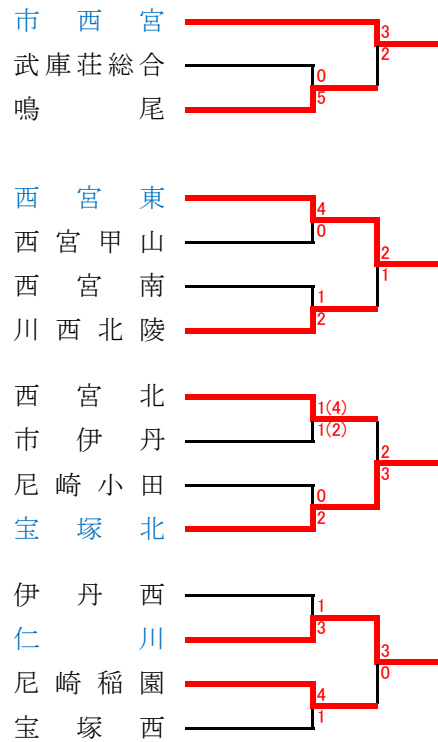 市西宮
3
武庫荘総合
0
2
鳴尾
5
西宮東
4
西宮甲山
0
2
西宮南
1
1
川西北陵
2
西宮北
1(4)
市伊丹
1(2)
2
尼崎小田
0
3
宝塚北
2
伊丹西
1
仁川
3
3
尼崎稲園
4
0
宝塚西
1